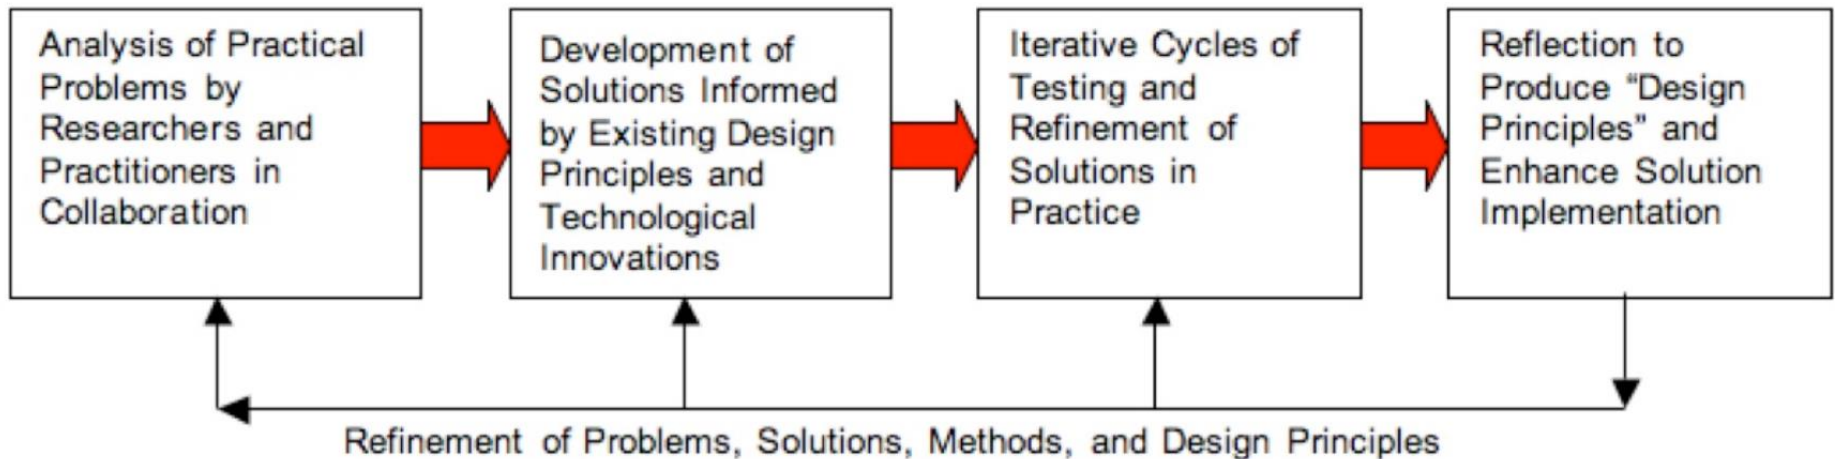 Analysis of Practical
Problems by
Researchers and
Practitioners in
Collaboration
Development of
Solutions Informed
by Existing Design
Principles and
Technological
Innovations
Iterative Cycles of
Testing and
Refinement of
Solutions in
Practice
Reflection to
Produce “Design
Principles” and
Enhance Solution
Implementation
Refinement of Problems, Solutions, Methods, and Design Principles